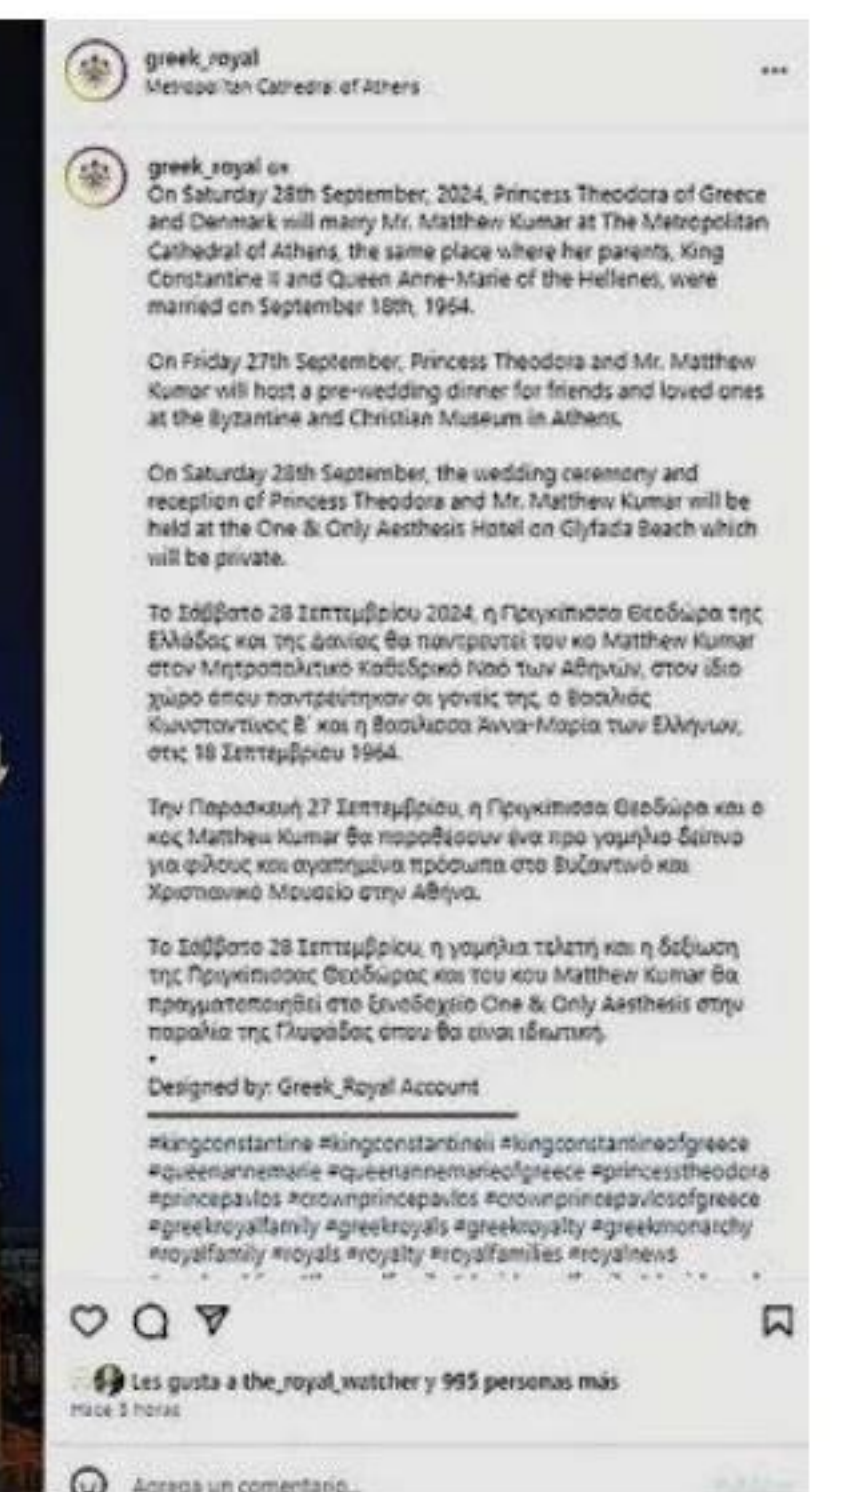 greek_royal
Metropolitan Cathedral of Athens
greek_royal
On Saturday 28th September, 2024, Princess Theodora of Greece
and Denmark will marry Mr. Matthew Kumar at The Metropolitan
Cathedral of Athens, the same place where her parents, King
Constantine II and Queen Anne-Marie of the Hellenes, were
married on September 18th, 1964.
On Friday 27th September, Princess Theodora and Mr. Matthew
Kumar will host a pre-wedding dinner for friends and loved ones
at the Byzantine and Christian Museum in Athens.
On Saturday 28th September, the wedding ceremony and
reception of Princess Theodora and Mr. Matthew Kumar will be
held at the One & Only Aesthesis Hotel on Glyfada Beach which
will be private.
Το Σάββατο 28 Σεπτεμβρίου 2024, η Πριγκίπισσα Θεοδώρα της
Ελλάδας και της Δανίας θα παντρευτεί τον κο Matthew Kumar
στον Μητροπολιτικό Καθεδρικό Ναό των Αθηνών, στον ίδιο
χώρο όπου παντρεύτηκαν οι γονείς της, ο Βασιλιάς
Κωνσταντίνος Β΄ και η Βασίλισσα Άννα-Μαρία των Ελλήνων,
στις 18 Σεπτεμβρίου 1964.
Την Παρασκευή 27 Σεπτεμβρίου, η Πριγκίπισσα Θεοδώρα και ο
κος Matthew Kumar θα παραθέσουν ένα προ γαμήλιο δείπνο
για φίλους και αγαπημένα πρόσωπα στο Βυζαντινό και
Χριστιανικό Μουσείο στην Αθήνα.
Το Σάββατο 28 Σεπτεμβρίου, η γαμήλια τελετή και η δεξίωση
της Πριγκίπισσας Θεοδώρας και του κου Matthew Kumar θα
πραγματοποιηθεί στο ξενοδοχείο One & Only Aesthesis στην
παραλία της Γλυφάδας όπου θα είναι ιδιωτική.
•
Designed by: Greek_Royal Account
#kingconstantine #kingconstantineii #kingconstantineofgreece
#queenannemarie #queenannemarieofgreece #princesstheodora
#princepavlos #crownprincepavlos #crownprincepavlosofgreece
#greekroyalfamily #greekroyals #greekroyalty #greekmonarchy
#royalfamily #royals #royalty #royalfamilies #royalnews
Les gusta a the_royal_watcher y 995 personas más
Hace 3 horas
Agrega un comentario...